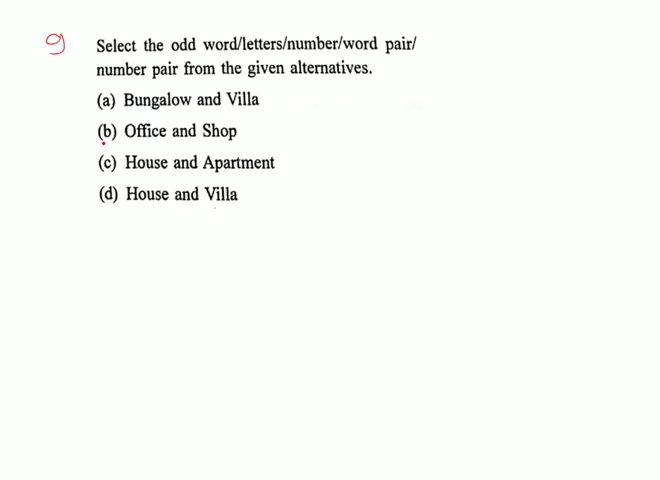 9) Select the odd word/letters/number/word pair/
number pair from the given alternatives.
(a) Bungalow and Villa
(b) Office and Shop
(c) House and Apartment
(d) House and Villa